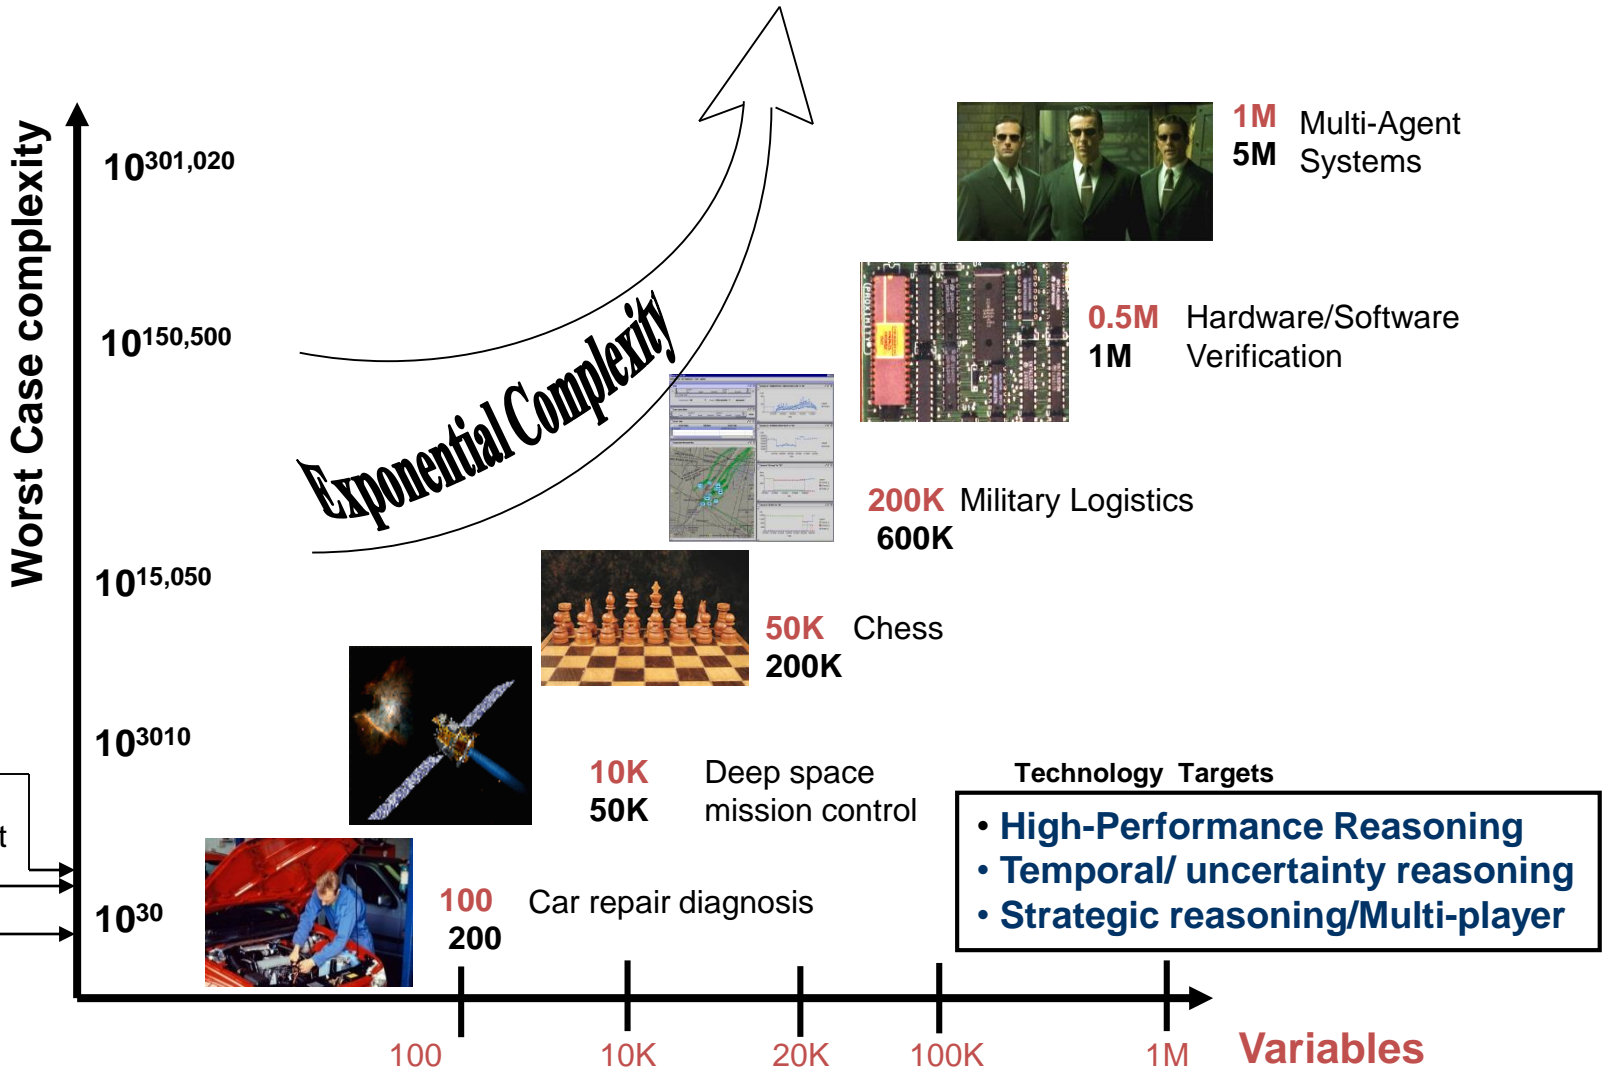 Worst Case complexity
10301,020
10150,500
1015,050
103010
1030
t
Exponential Complexity
1M Multi-Agent
5M Systems
0.5M Hardware/Software
1M Verification
200K Military Logistics
600K
50K Chess
200K
10K Deep space
50K mission control
100 Car repair diagnosis
200
Technology Targets
• High-Performance Reasoning
• Temporal/ uncertainty reasoning
• Strategic reasoning/Multi-player
100 10K 20K 100K 1M Variables